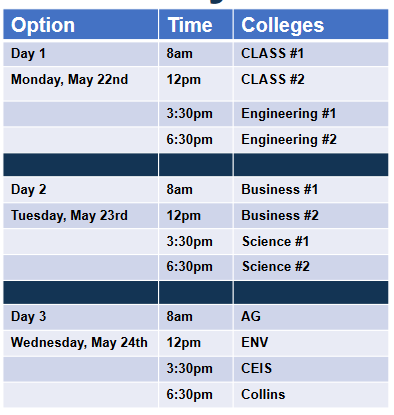 Option Time Colleges
Day 1 8am CLASS #1
Monday, May 22nd 12pm CLASS #2
3:30pm Engineering #1
6:30pm Engineering #2
Day 2 8am Business #1
Tuesday, May 23rd 12pm Business #2
3:30pm Science #1
6:30pm Science #2
Day 3 8am AG
Wednesday, May 24th 12pm ENV
3:30pm CEIS
6:30pm Collins